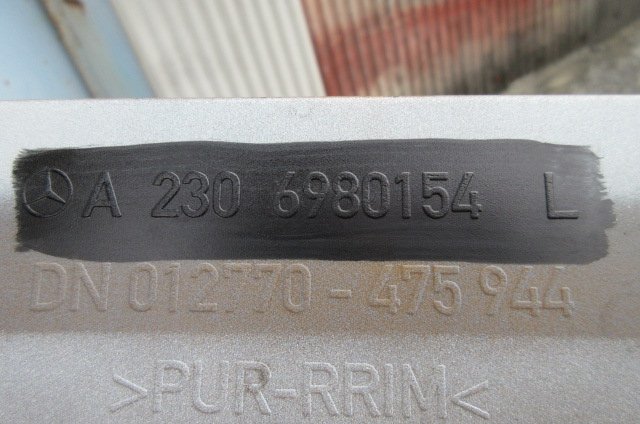 A 230 6980154 L
DN 012770 - 475 944
>PUR-RRIM<